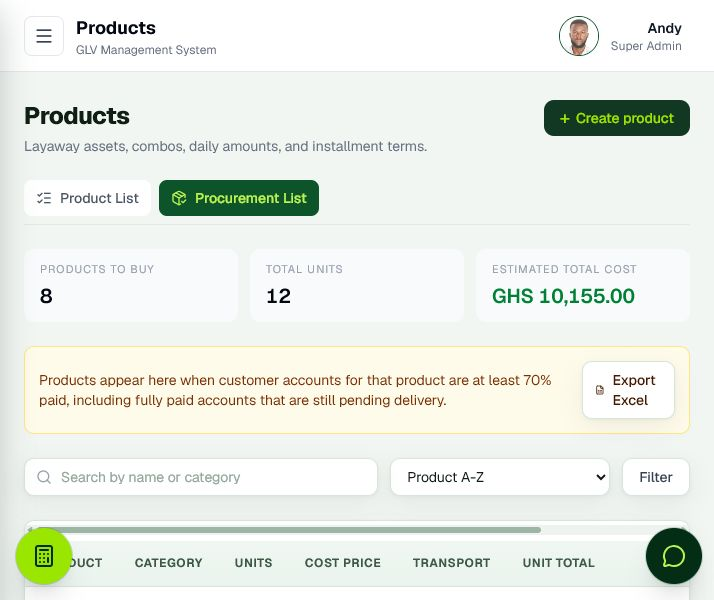 Products
GLV Management System
Andy
Super Admin
Products
+ Create product
Layaway assets, combos, daily amounts, and installment terms.
Product List
Procurement List
PRODUCTS TO BUY
8
TOTAL UNITS
12
ESTIMATED TOTAL COST
GHS 10,155.00
Products appear here when customer accounts for that product are at least 70%
paid, including fully paid accounts that are still pending delivery.
Export
Excel
Search by name or category
Product A-Z
Filter
CATEGORY
UNITS
COST PRICE
TRANSPORT
UNIT TOTAL